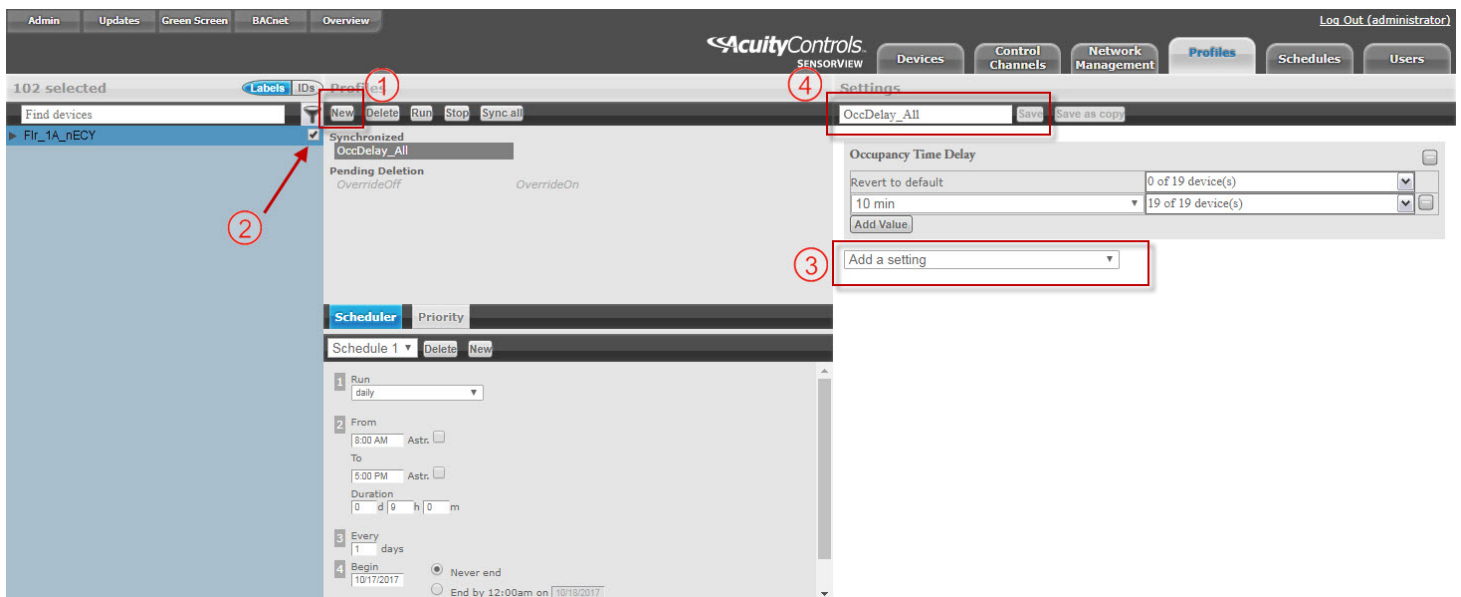 Admin Updates Green Screen BACnet Overview
Log Out (administrator)
AcuityControls
SENSORVIEW
Devices Control Channels Network Management Profiles Schedules Users
102 selected Labels IDs Profiles 1 4 Settings
Find devices New Delete Run Stop Sync all OccDelay_All Save Save as copy
Flr_1A_nECY
Synchronized
OccDelay_All
Pending Deletion
OverrideOff OverrideOn
2
Occupancy Time Delay
Revert to default 0 of 19 device(s)
10 min 19 of 19 device(s)
Add Value
3 Add a setting
Scheduler Priority
Schedule 1 Delete New
1 Run
daily
2 From
8:00 AM Astr.
To
5:00 PM Astr.
Duration
0 d 9 h 0 m
3 Every
1 days
4 Begin
10/17/2017
Never end
End by 12:00am on 10/18/2017